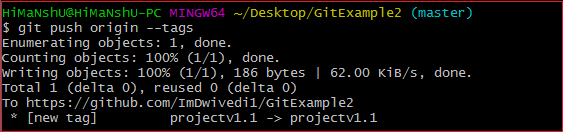 HiMaNshU@HiMaNshU-PC MINGW64 ~/Desktop/GitExample2 (master)
$ git push origin --tags
Enumerating objects: 1, done.
Counting objects: 100% (1/1), done.
Writing objects: 100% (1/1), 186 bytes | 62.00 KiB/s, done.
Total 1 (delta 0), reused 0 (delta 0)
To https://github.com/ImDwivedi1/GitExample2
 * [new tag]         projectv1.1 -> projectv1.1